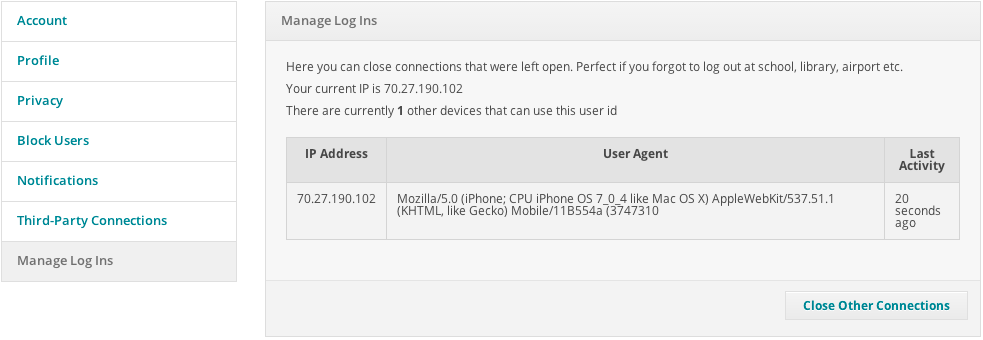 Account
Profile
Privacy
Block Users
Notifications
Third-Party Connections
Manage Log Ins
Manage Log Ins
Here you can close connections that were left open. Perfect if you forgot to log out at school, library, airport etc.
Your current IP is 70.27.190.102
There are currently 1 other devices that can use this user id
IP Address User Agent Last
Activity
70.27.190.102 Mozilla/5.0 (iPhone; CPU iPhone OS 7_0_4 like Mac OS X) AppleWebKit/537.51.1 20
(KHTML, like Gecko) Mobile/11B554a (3747310 seconds
ago
Close Other Connections